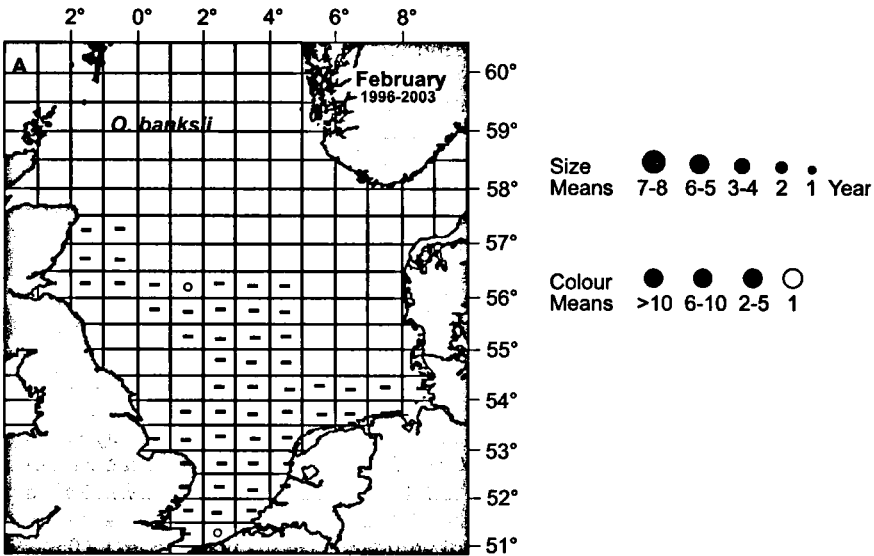 2° 0° 2° 4° 6° 8°
A
February
1996-2003
O. banksii
60°
59°
58°
57°
56°
55°
54°
53°
52°
51°
Size
Means 7-8 6-5 3-4 2 1 Year
Colour
Means >10 6-10 2-5 1